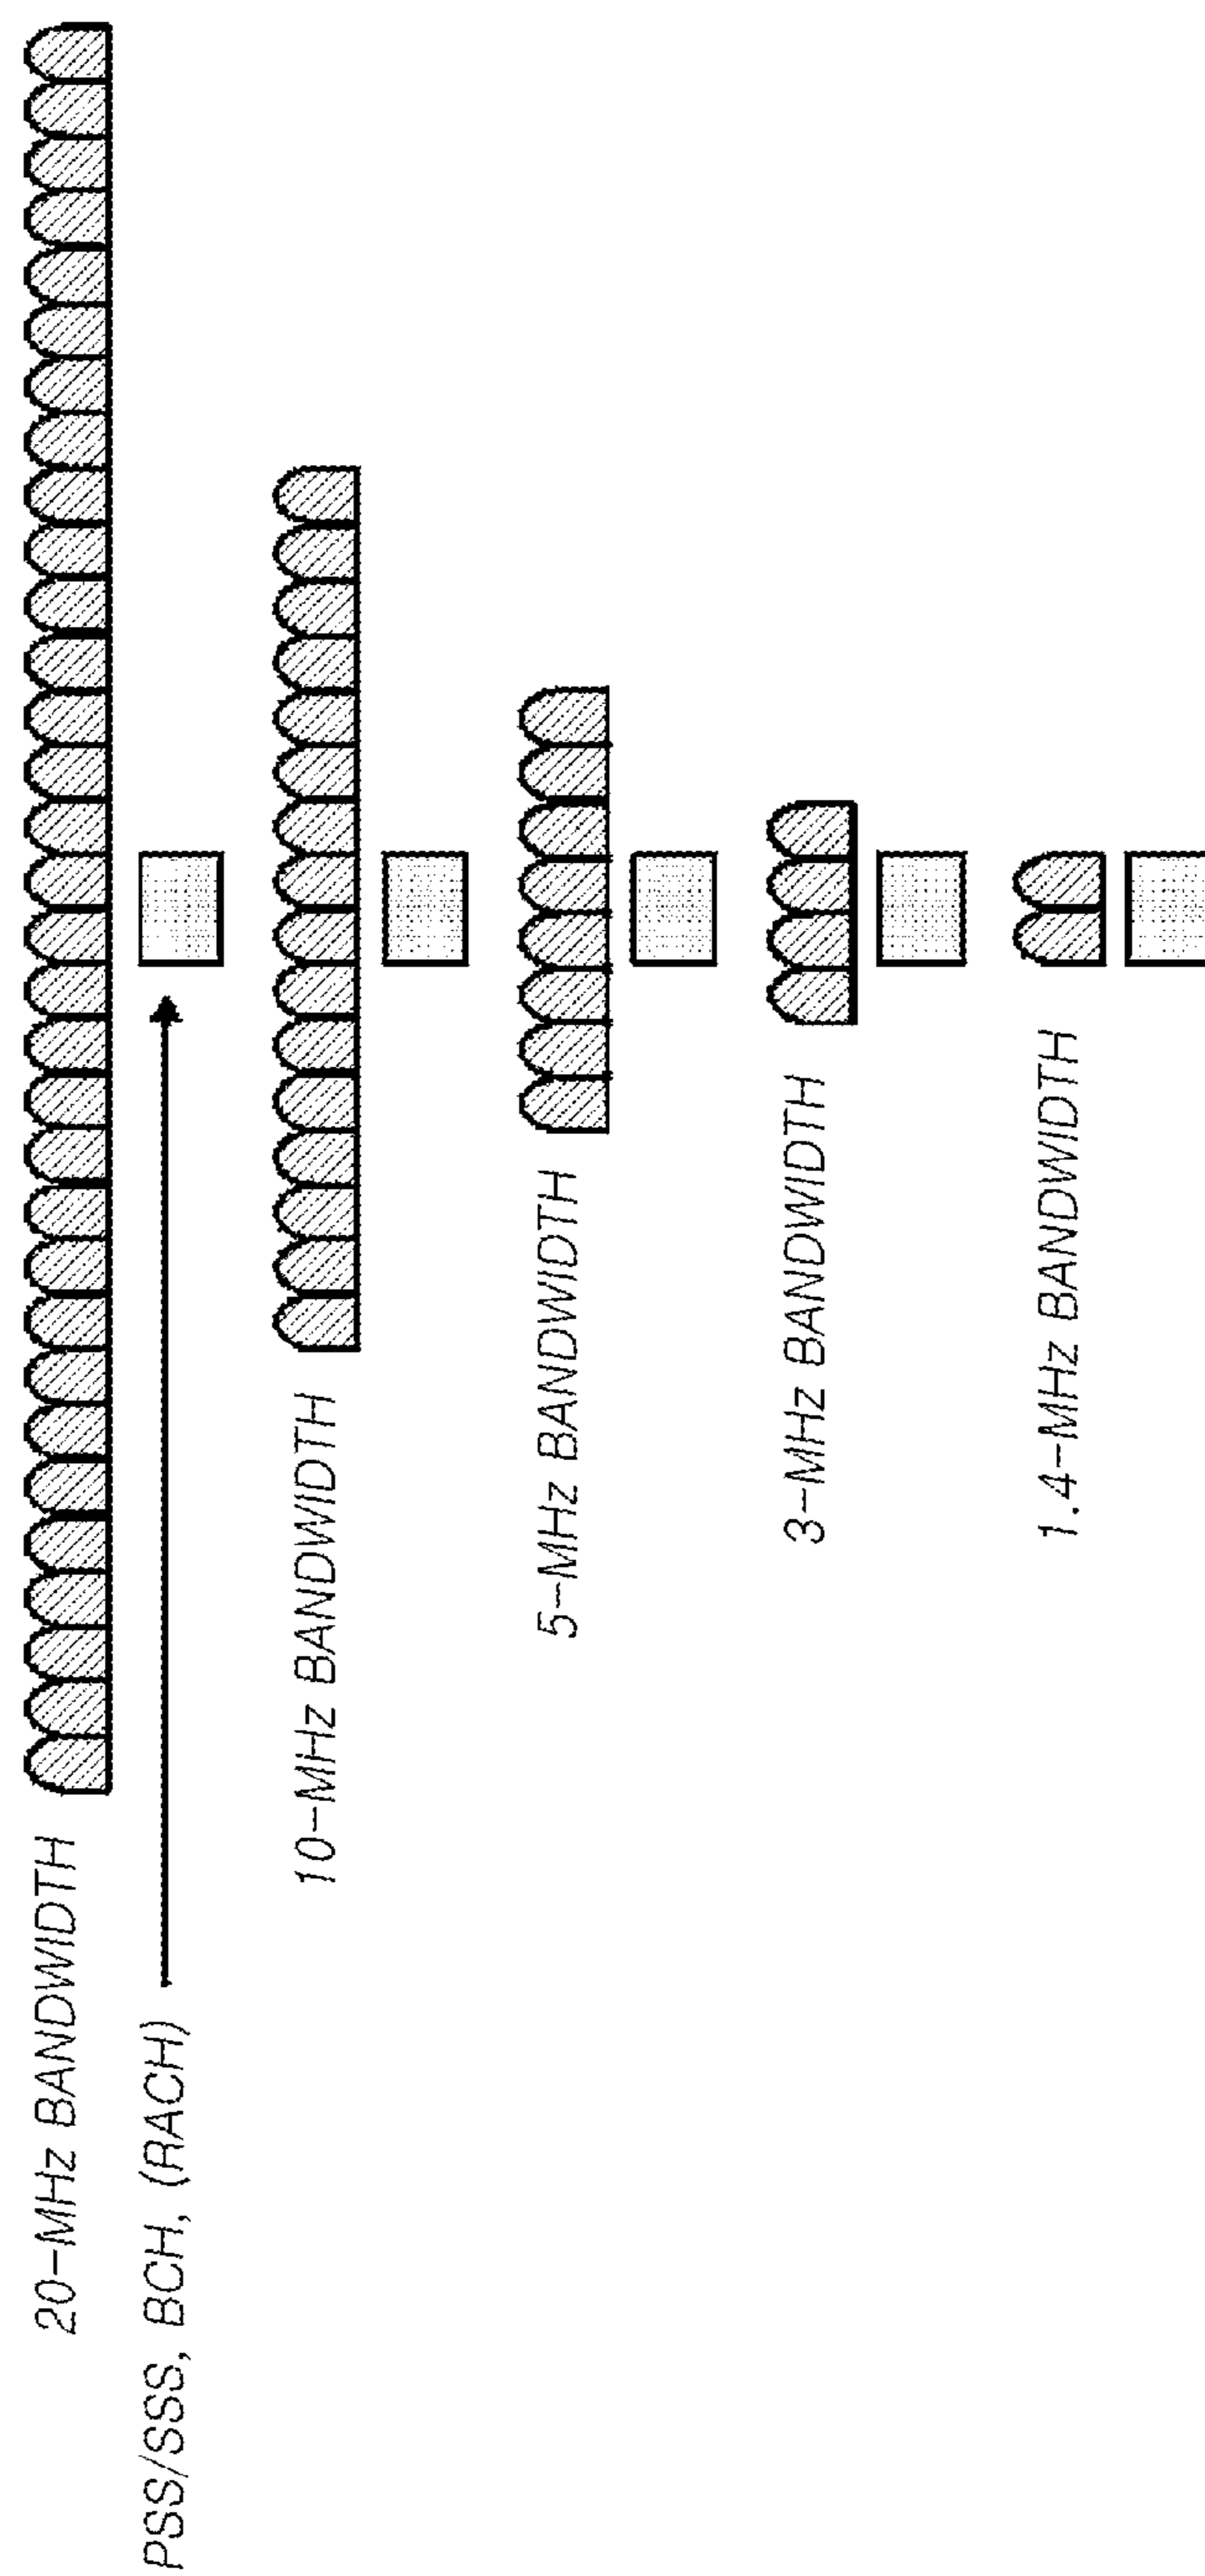 20-MHz BANDWIDTH
PSS/SSS, BCH, (RACH)
10-MHz BANDWIDTH
5-MHz BANDWIDTH
3-MHz BANDWIDTH
1.4-MHz BANDWIDTH